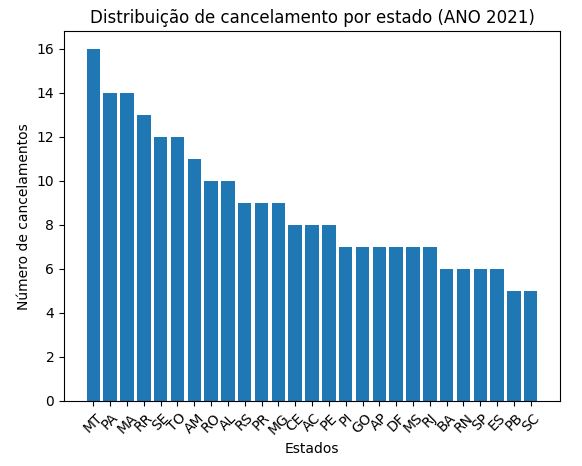 Distribuição de cancelamento por estado (ANO 2021)
Número de cancelamentos
16
14
12
10
8
6
4
2
0
MT PA MA RR SE TO AM RO AL RS PR MG CE AC PE PI GO AP DF MS RJ BA RN SP ES PB SC
Estados